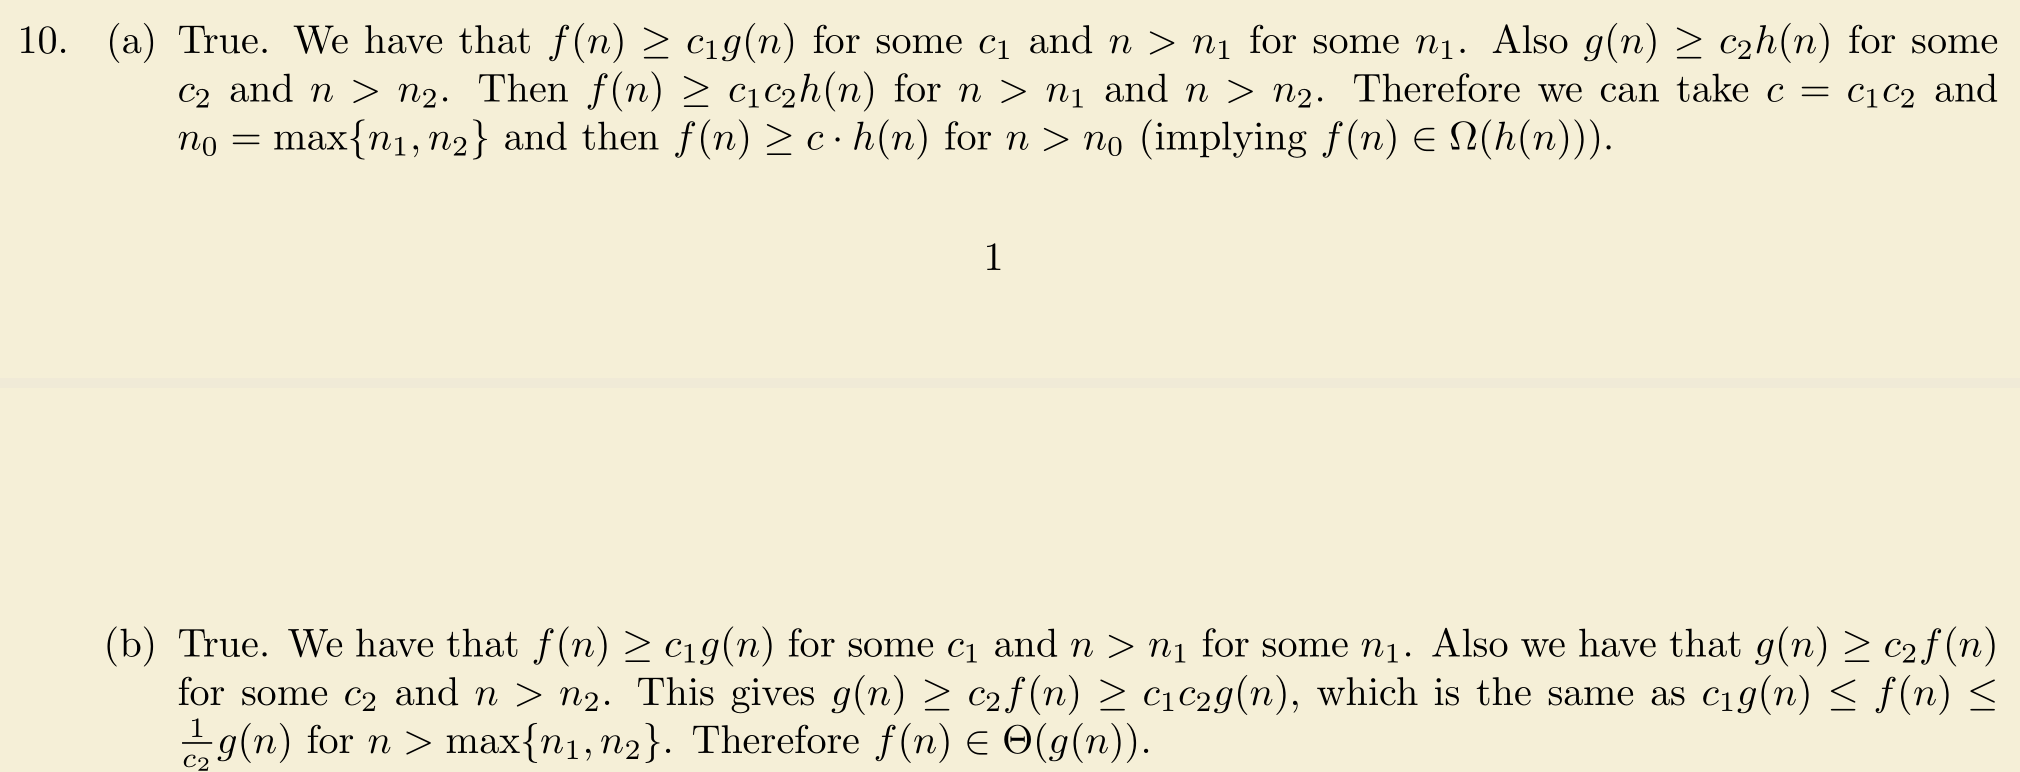 10. (a) True. We have that f(n) ≥ c₁g(n) for some c₁ and n > n₁ for some n₁. Also g(n) ≥ c₂h(n) for some
c₂ and n > n₂. Then f(n) ≥ c₁c₂h(n) for n > n₁ and n > n₂. Therefore we can take c = c₁c₂ and
n₀ = max{n₁, n₂} and then f(n) ≥ c · h(n) for n > n₀ (implying f(n) ∈ Ω(h(n))).
1
(b) True. We have that f(n) ≥ c₁g(n) for some c₁ and n > n₁ for some n₁. Also we have that g(n) ≥ c₂f(n)
for some c₂ and n > n₂. This gives g(n) ≥ c₂f(n) ≥ c₁c₂g(n), which is the same as c₁g(n) ≤ f(n) ≤
1/c₂ g(n) for n > max{n₁, n₂}. Therefore f(n) ∈ Θ(g(n)).